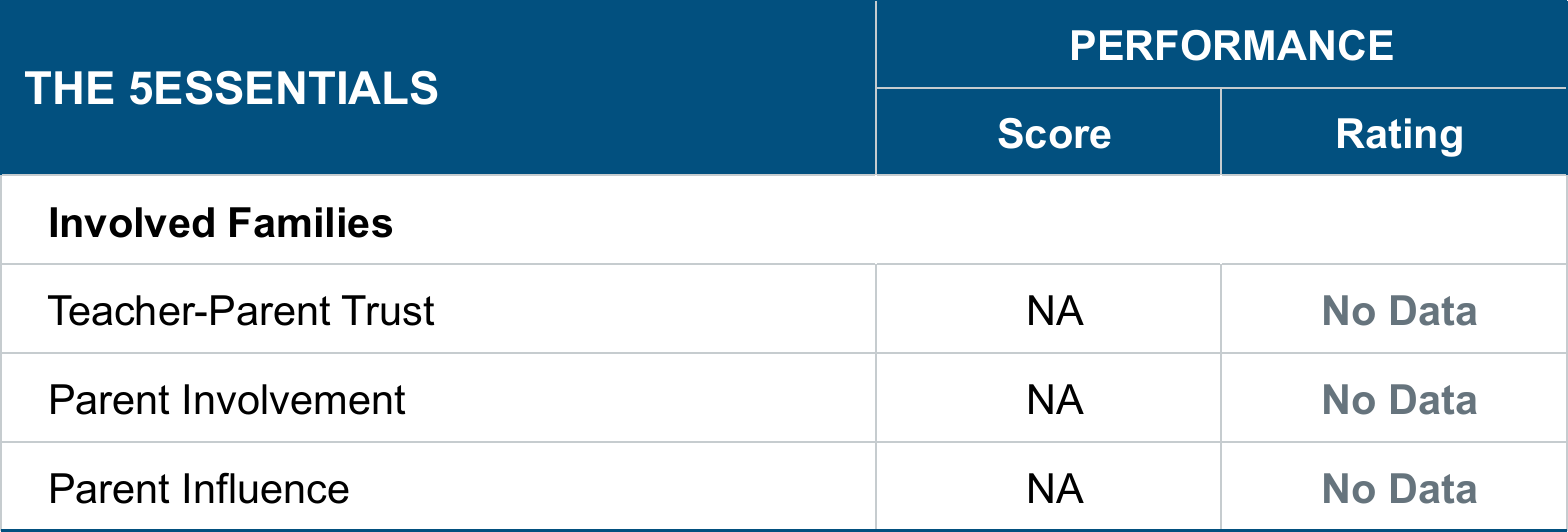 THE 5ESSENTIALS
PERFORMANCE
Score Rating
Involved Families
Teacher-Parent Trust NA No Data
Parent Involvement NA No Data
Parent Influence NA No Data